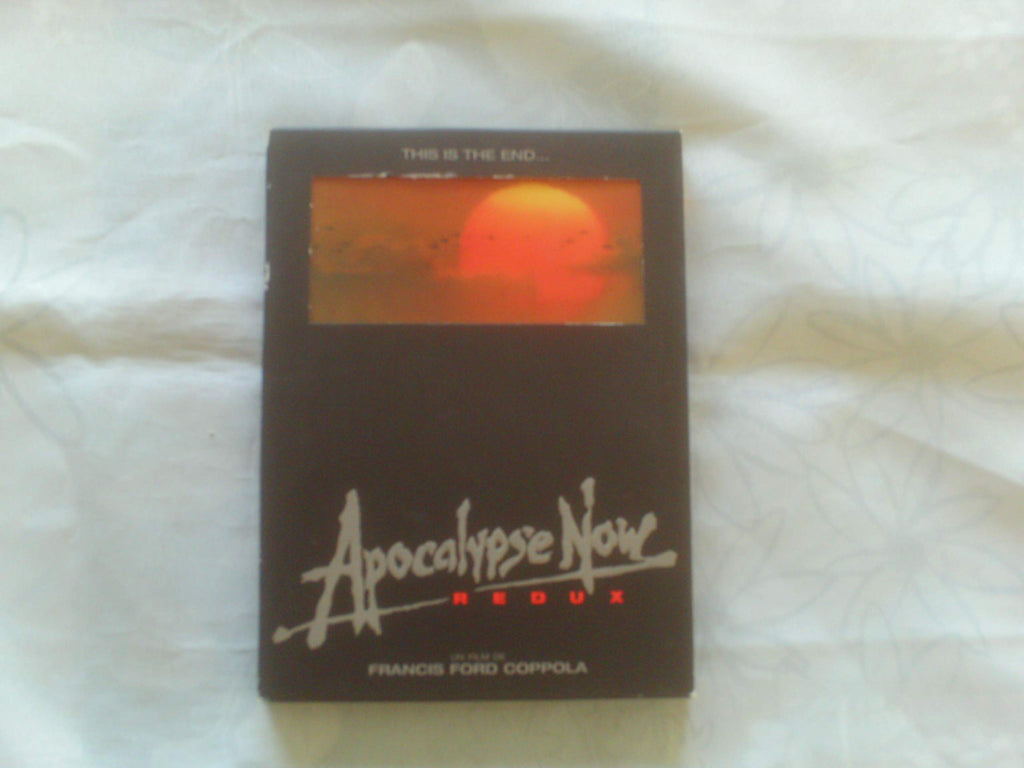 THIS IS THE END...
Apocalypse Now
REDUX
UN FILM DE
FRANCIS FORD COPPOLA